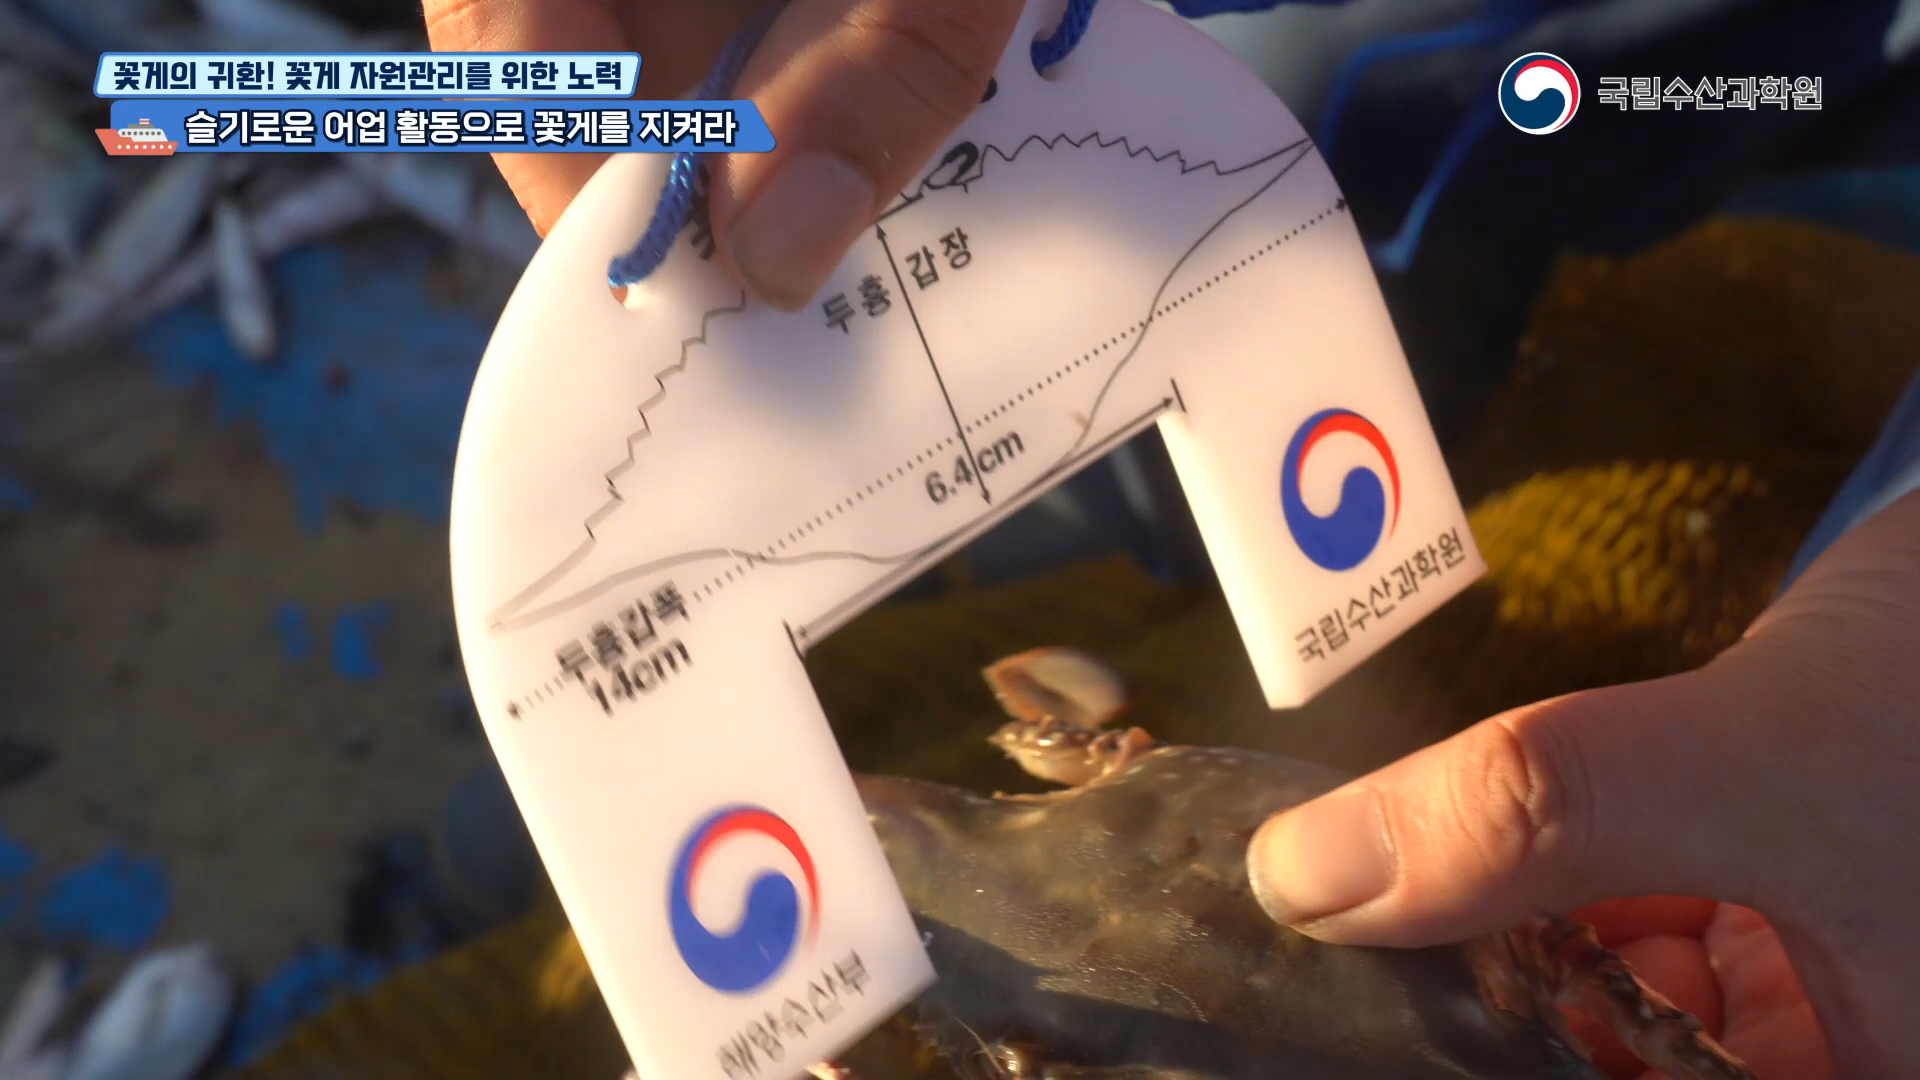 꽃게의 귀환! 꽃게 자원관리를 위한 노력
슬기로운 어업 활동으로 꽃게를 지켜라
국립수산과학원
두흉 갑장
6.4cm
두흉갑폭
14cm
국립수산과학원
해양수산부